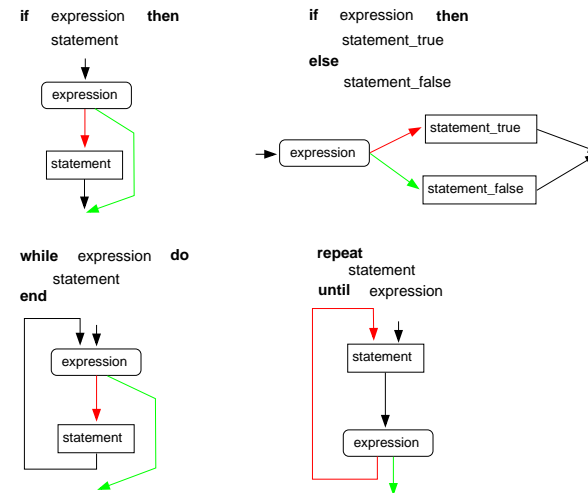 if expression then
statement
expression
statement
if expression then
statement_true
else
statement_false
expression
statement_true
statement_false
while expression do
statement
end
expression
statement
repeat
statement
until expression
statement
expression